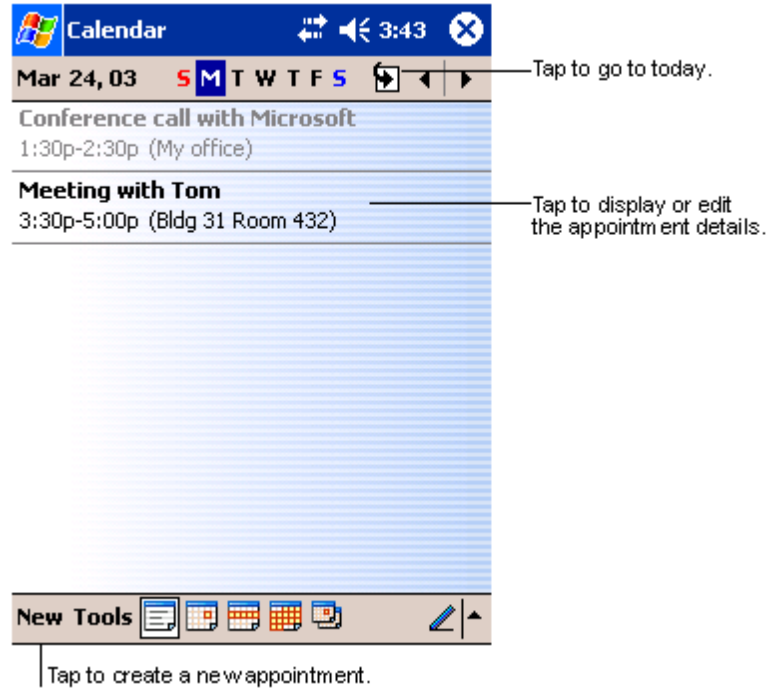 Calendar 3:43
Mar 24, 03 S M T W T F S
Tap to go to today.
Conference call with Microsoft
1:30p-2:30p (My office)
Meeting with Tom
3:30p-5:00p (Bldg 31 Room 432)
Tap to display or edit
the appointment details.
New Tools
Tap to create a new appointment.